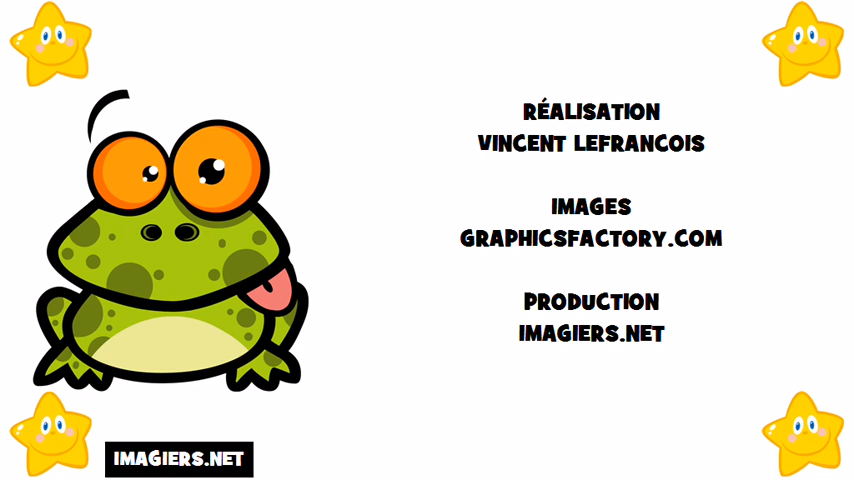 RÉALISATION
VINCENT LEFRANCOIS
IMAGES
GRAPHICSFACTORY.COM
PRODUCTION
IMAGIERS.NET
IMAGIERS.NET